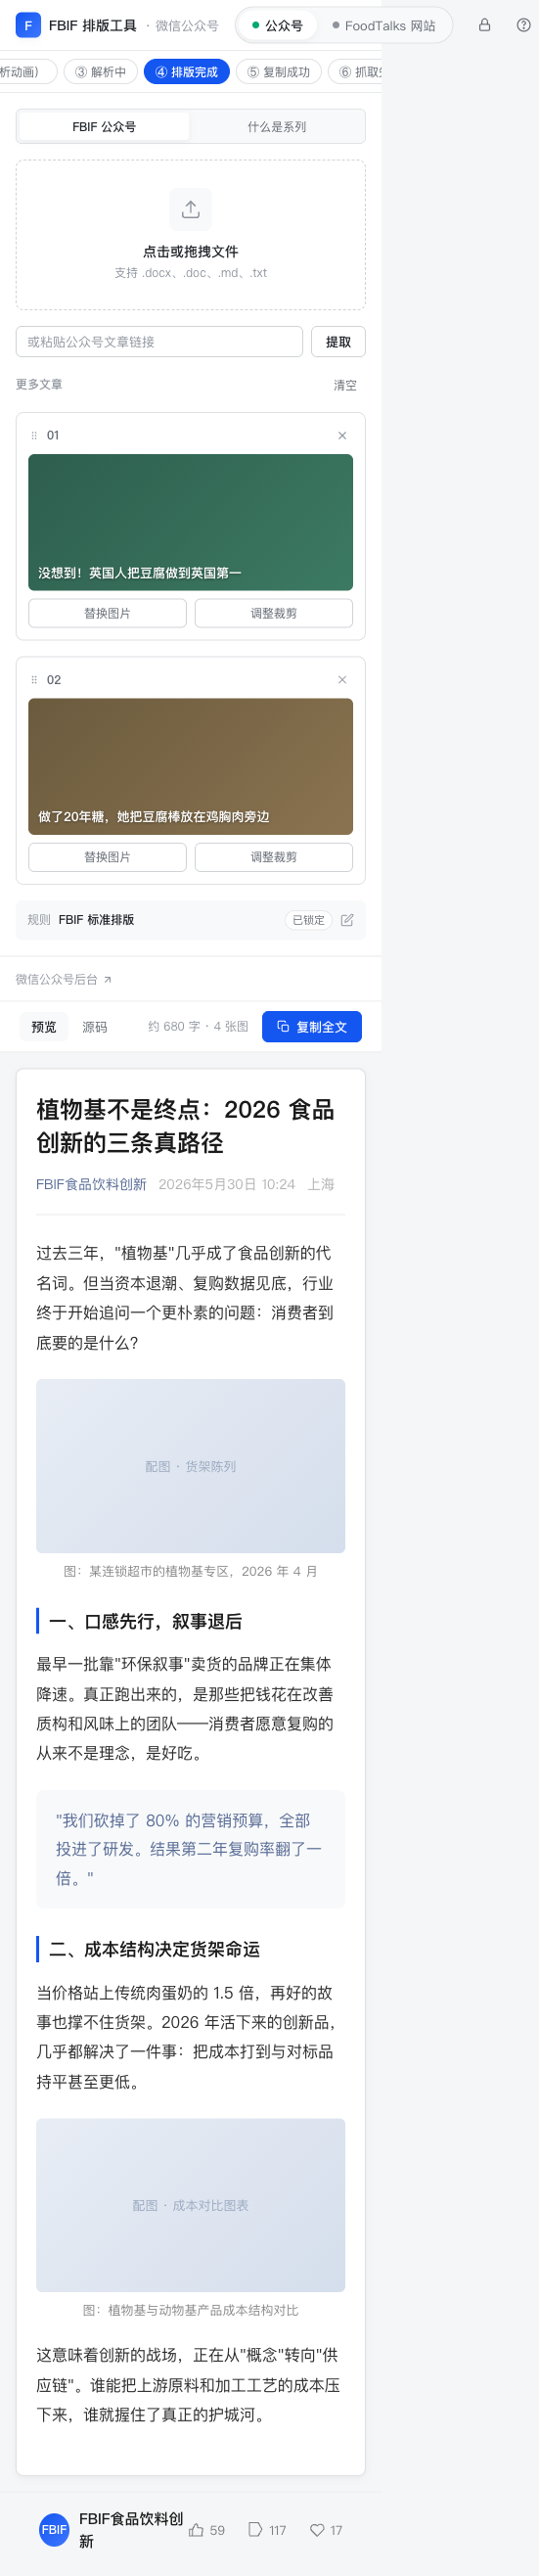 F FBIF 排版工具 · 微信公众号 公众号 FoodTalks 网站
析动画） ③ 解析中 ④ 排版完成 ⑤ 复制成功 ⑥ 抓取
FBIF 公众号 什么是系列
点击或拖拽文件
支持 .docx、.doc、.md、.txt
或粘贴公众号文章链接 提取
更多文章 清空
01
没想到！英国人把豆腐做到英国第一
替换图片 调整裁剪
02
做了20年糖，她把豆腐棒放在鸡胸肉旁边
替换图片 调整裁剪
规则 FBIF 标准排版 已锁定
微信公众号后台
预览 源码 约 680 字 · 4 张图 复制全文
植物基不是终点：2026 食品
创新的三条真路径
FBIF食品饮料创新 2026年5月30日 10:24 上海
过去三年，"植物基"几乎成了食品创新的代
名词。但当资本退潮、复购数据见底，行业
终于开始追问一个更朴素的问题：消费者到
底要的是什么？
配图 · 货架陈列
图：某连锁超市的植物基专区，2026 年 4 月
一、口感先行，叙事退后
最早一批靠"环保叙事"卖货的品牌正在集体
降速。真正跑出来的，是那些把钱花在改善
质构和风味上的团队——消费者愿意复购的
从来不是理念，是好吃。
"我们砍掉了 80% 的营销预算，全部
投进了研发。结果第二年复购率翻了一
倍。"
二、成本结构决定货架命运
当价格站上传统肉蛋奶的 1.5 倍，再好的故
事也撑不住货架。2026 年活下来的创新品，
几乎都解决了一件事：把成本打到与对标品
持平甚至更低。
配图 · 成本对比图表
图：植物基与动物基产品成本结构对比
这意味着创新的战场，正在从"概念"转向"供
应链"。谁能把上游原料和加工工艺的成本压
下来，谁就握住了真正的护城河。
FBIF FBIF食品饮料创
新 59 117 17